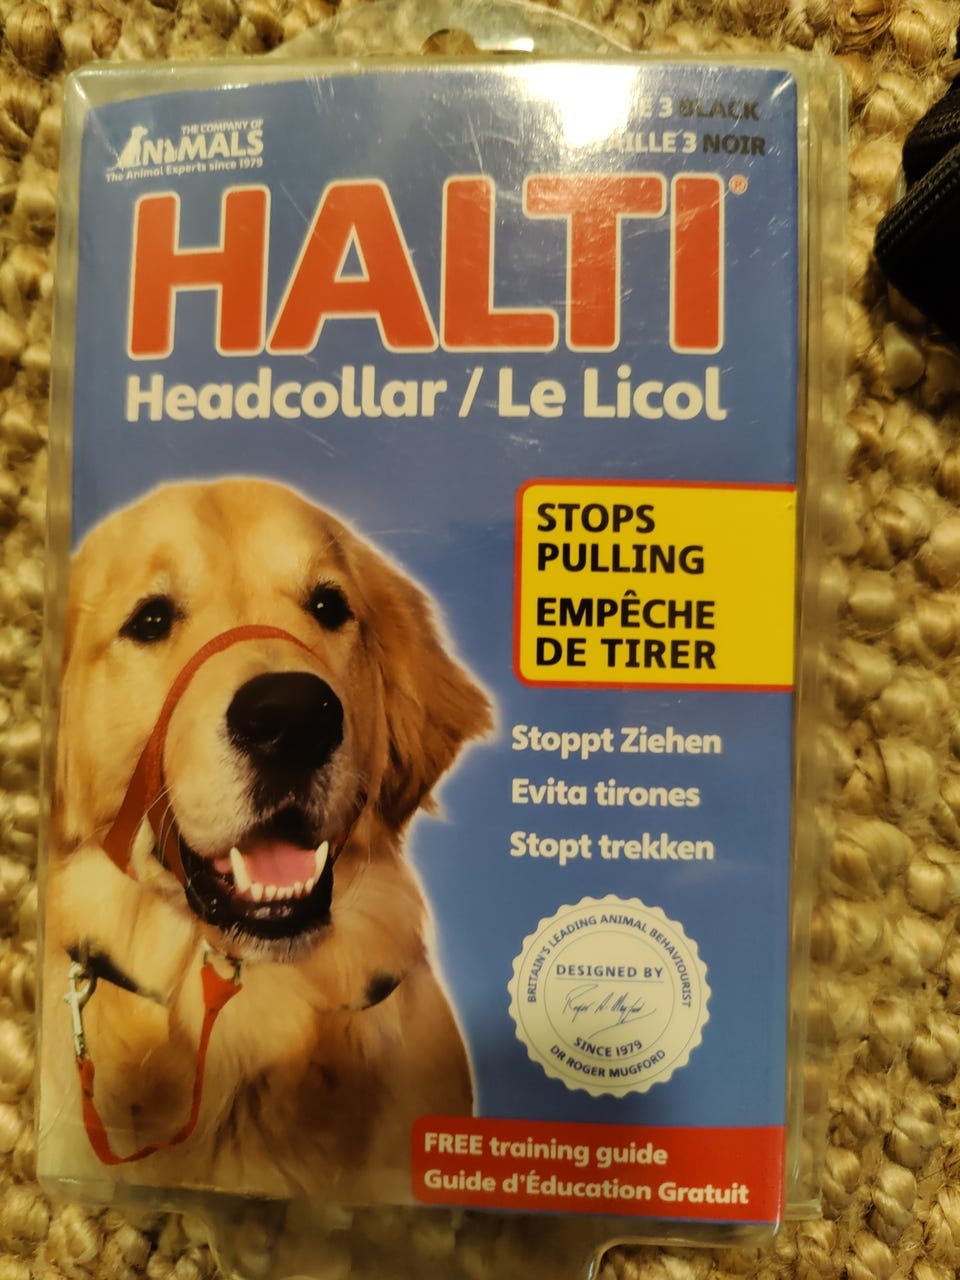 THE COMPANY OF
ANIMALS
The Animal Experts since 1979
3 BLACK
TAILLE 3 NOIR
HALTI®
Headcollar / Le Licol
STOPS
PULLING
EMPÊCHE
DE TIRER
Stoppt Ziehen
Evita tirones
Stopt trekken
BRITAIN'S LEADING ANIMAL BEHAVIOURIST
DESIGNED BY
SINCE 1979
DR ROGER MUGFORD
FREE training guide
Guide d'Éducation Gratuit